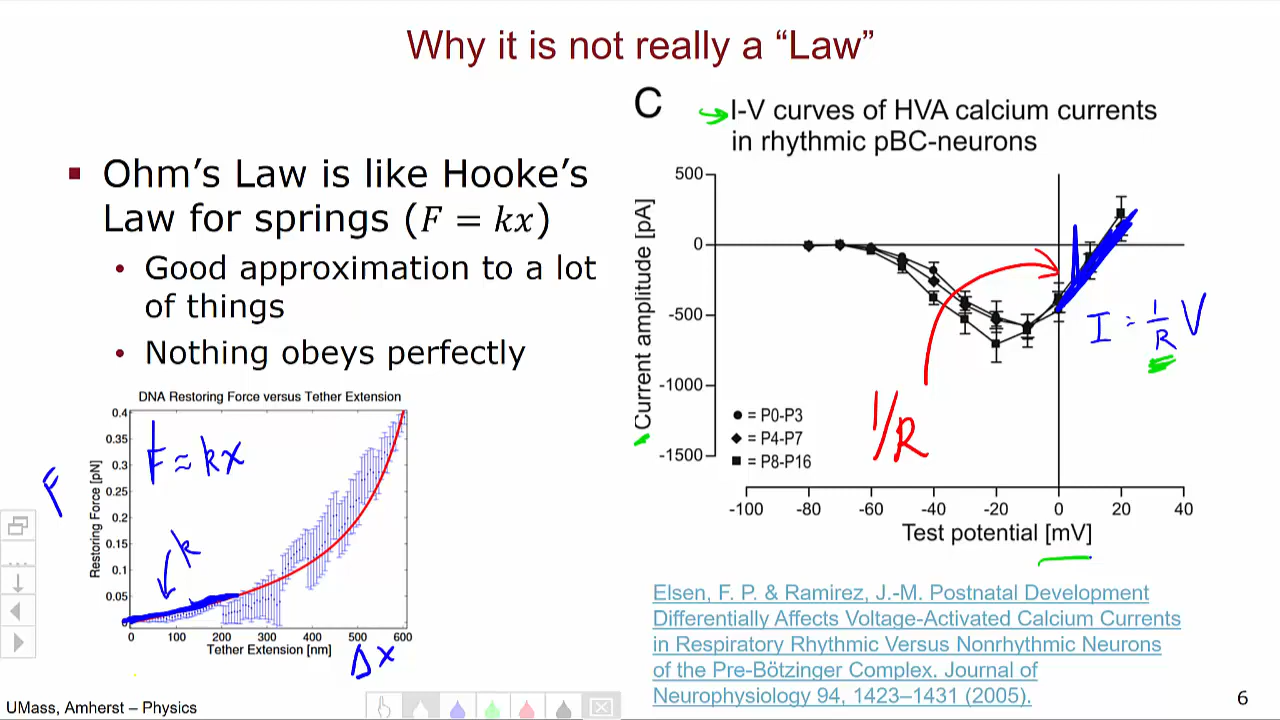 Why it is not really a “Law”
▪ Ohm’s Law is like Hooke’s
Law for springs (F = kx)
• Good approximation to a lot
of things
• Nothing obeys perfectly
DNA Restoring Force versus Tether Extension
0.4
0.35
0.3
0.25
0.2
0.15
0.1
0.05
0
Restoring Force [pN]
0 100 200 300 400 500 600
Tether Extension [nm]
F
F ≈ kx
k
Δx
C
I-V curves of HVA calcium currents
in rhythmic pBC-neurons
500
0
-500
-1000
-1500
Current amplitude [pA]
● = P0-P3
◆ = P4-P7
■ = P8-P16
-100 -80 -60 -40 -20 0 20 40
Test potential [mV]
1/R
I = 1/R V
Elsen, F. P. & Ramirez, J.-M. Postnatal Development
Differentially Affects Voltage-Activated Calcium Currents
in Respiratory Rhythmic Versus Nonrhythmic Neurons
of the Pre-Bötzinger Complex. Journal of
Neurophysiology 94, 1423–1431 (2005).
UMass, Amherst – Physics
6